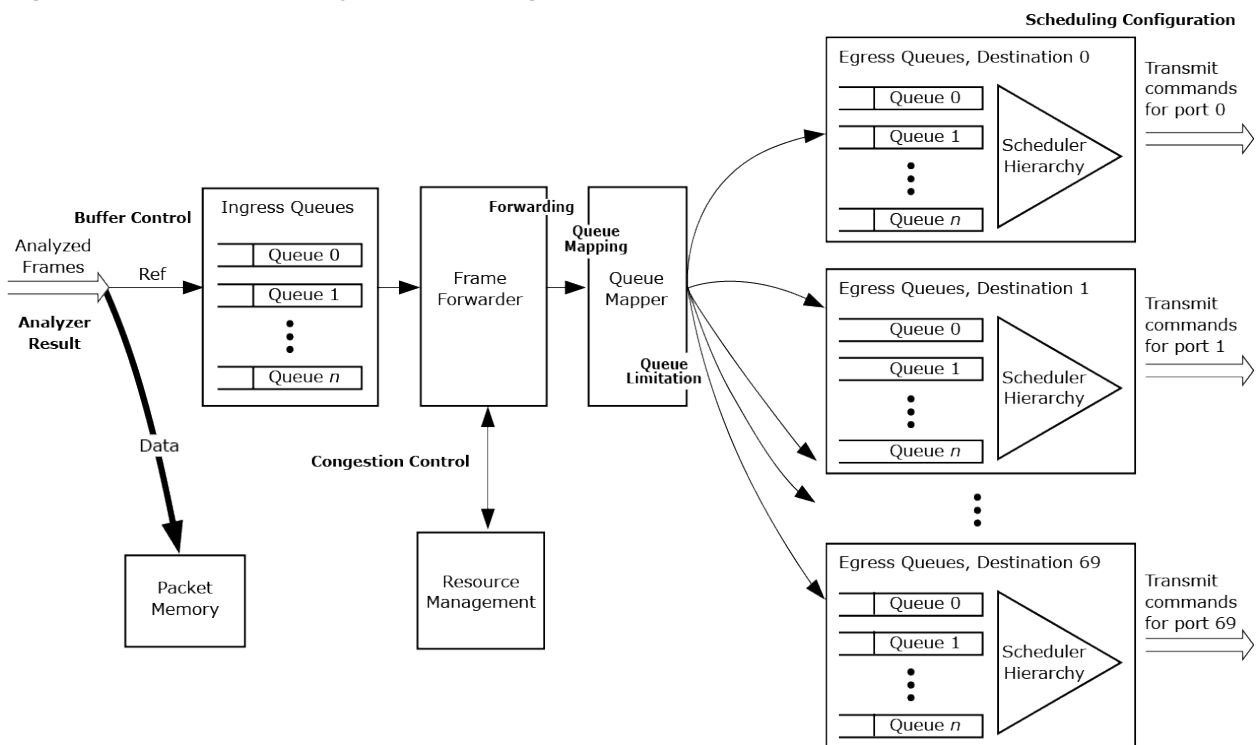 Scheduling Configuration
Egress Queues, Destination 0
Queue 0
Queue 1
Queue n
Scheduler
Hierarchy
Transmit
commands
for port 0
Buffer Control
Analyzed
Frames
Ref
Analyzer
Result
Ingress Queues
Queue 0
Queue 1
Queue n
Frame
Forwarder
Forwarding
Queue
Mapping
Queue
Mapper
Queue
Limitation
Egress Queues, Destination 1
Queue 0
Queue 1
Queue n
Scheduler
Hierarchy
Transmit
commands
for port 1
Data
Congestion Control
Packet
Memory
Resource
Management
Egress Queues, Destination 69
Queue 0
Queue 1
Queue n
Scheduler
Hierarchy
Transmit
commands
for port 69